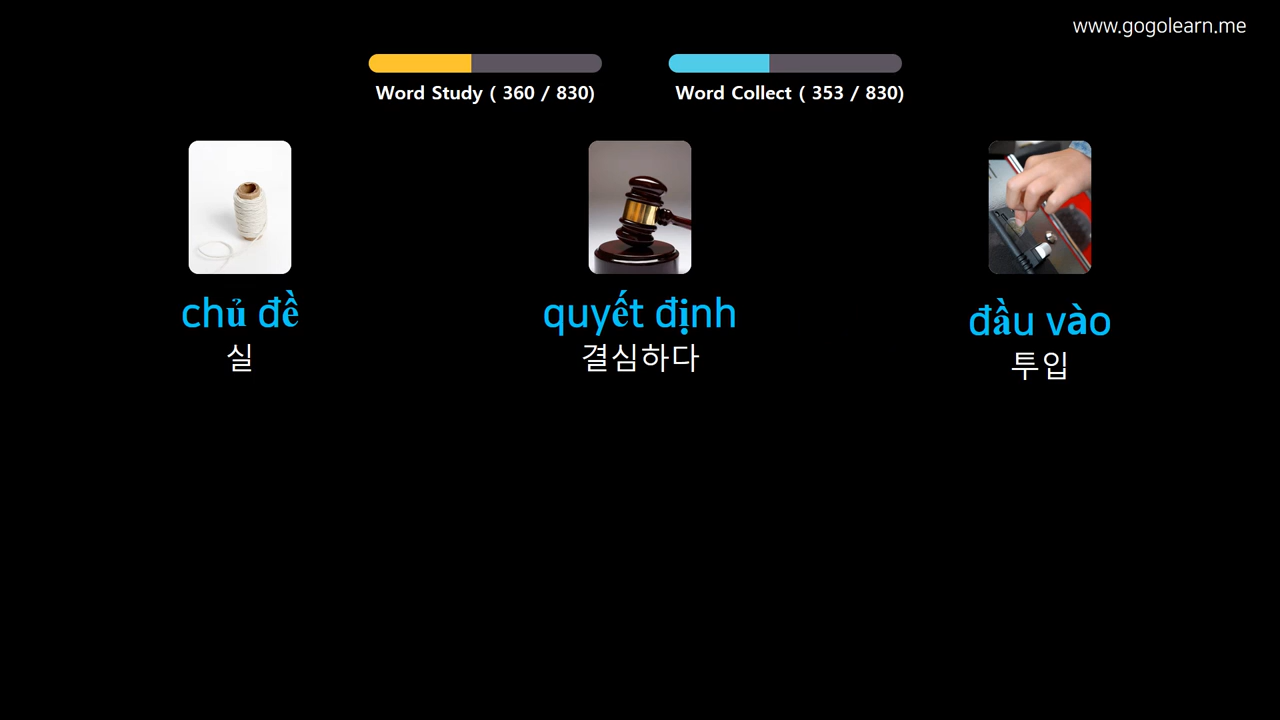 www.gogolearn.me
Word Study ( 360 / 830)
Word Collect ( 353 / 830)
chủ đề
실
quyết định
결심하다
đầu vào
투입